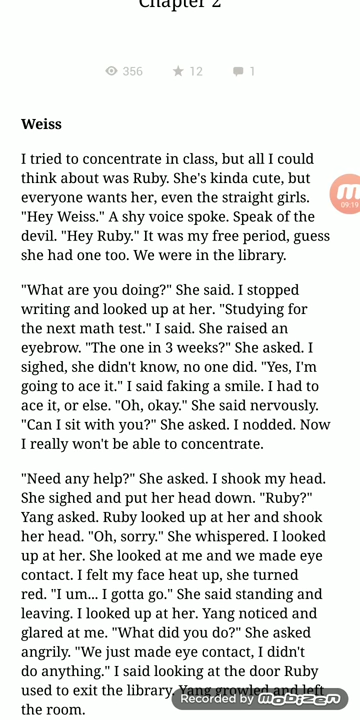 Chapter 2
356 12 1
Weiss
I tried to concentrate in class, but all I could
think about was Ruby. She's kinda cute, but
everyone wants her, even the straight girls.
"Hey Weiss." A shy voice spoke. Speak of the
devil. "Hey Ruby." It was my free period, guess
she had one too. We were in the library.
"What are you doing?" She said. I stopped
writing and looked up at her. "Studying for
the next math test." I said. She raised an
eyebrow. "The one in 3 weeks?" She asked. I
sighed, she didn't know, no one did. "Yes, I'm
going to ace it." I said faking a smile. I had to
ace it, or else. "Oh, okay." She said nervously.
"Can I sit with you?" She asked. I nodded. Now
I really won't be able to concentrate.
"Need any help?" She asked. I shook my head.
She sighed and put her head down. "Ruby?"
Yang asked. Ruby looked up at her and shook
her head. "Oh, sorry." She whispered. I looked
up at her. She looked at me and we made eye
contact. I felt my face heat up, she turned
red. "I um... I gotta go." She said standing and
leaving. I looked up at her. Yang noticed and
glared at me. "What did you do?" She asked
angrily. "We just made eye contact, I didn't
do anything." I said looking at the door Ruby
used to exit the library. Yang growled and left
the room.
09:19
Recorded by mobizen